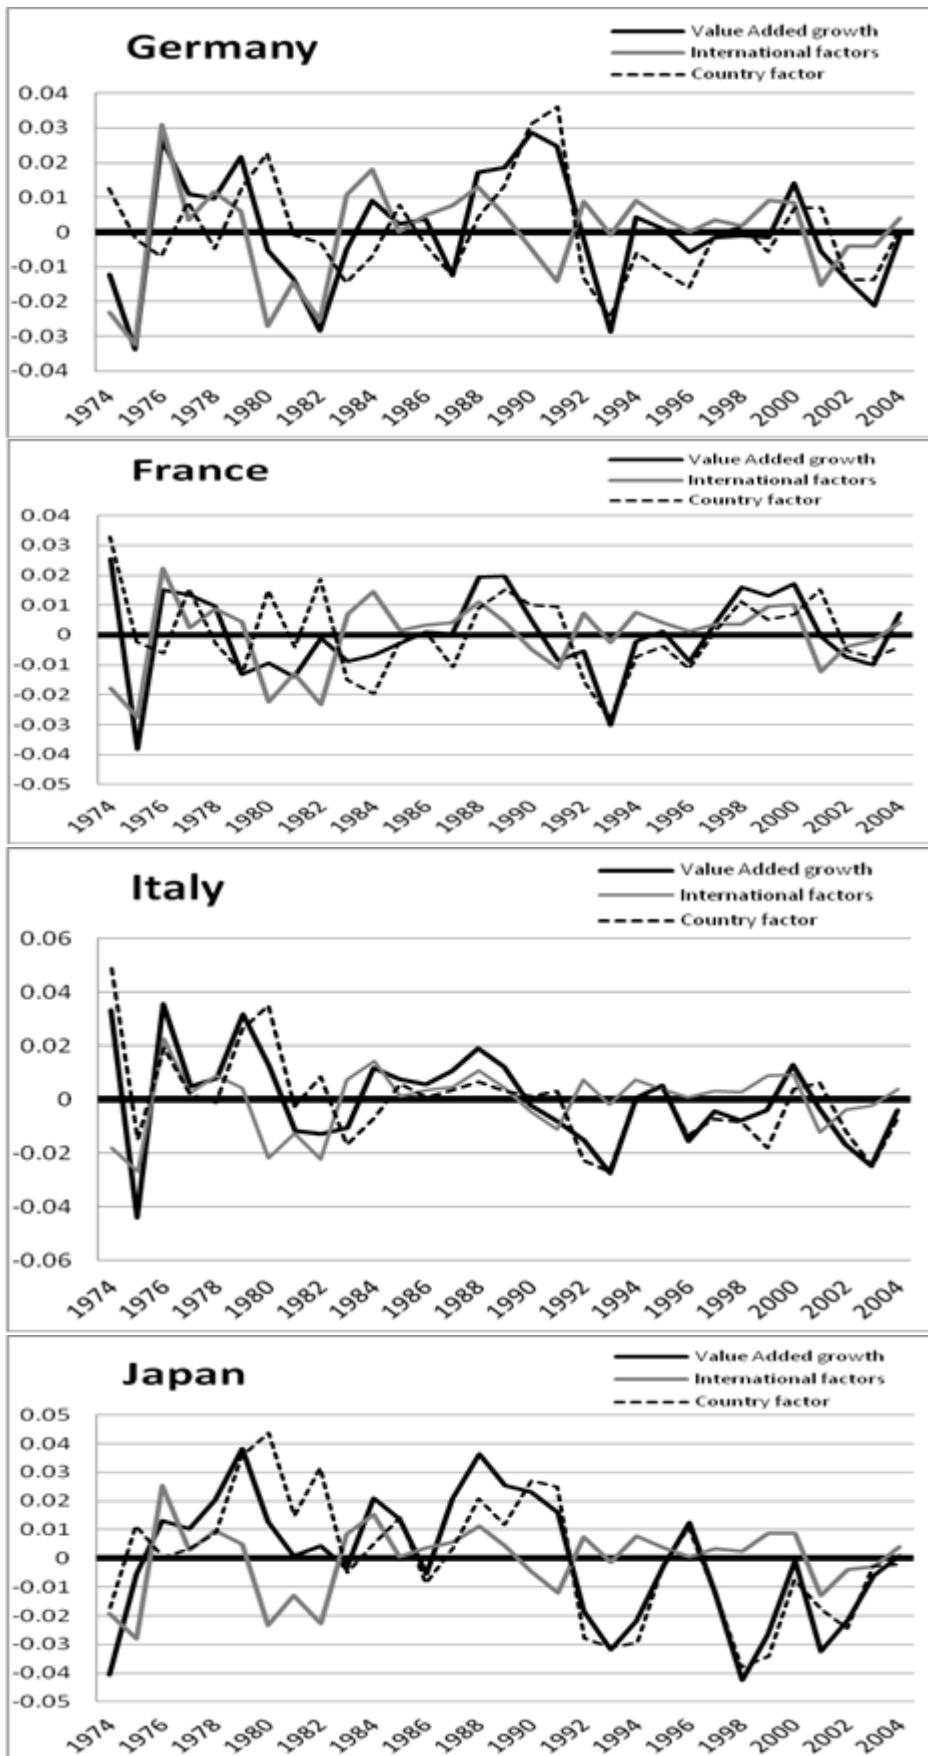 Germany
Value Added growth
International factors
Country factor
0.04
0.03
0.02
0.01
0
-0.01
-0.02
-0.03
-0.04
1974 1976 1978 1980 1982 1984 1986 1988 1990 1992 1994 1996 1998 2000 2002 2004
France
Value Added growth
International factors
Country factor
0.04
0.03
0.02
0.01
0
-0.01
-0.02
-0.03
-0.04
-0.05
1974 1976 1978 1980 1982 1984 1986 1988 1990 1992 1994 1996 1998 2000 2002 2004
Italy
Value Added growth
International factors
Country factor
0.06
0.04
0.02
0
-0.02
-0.04
-0.06
1974 1976 1978 1980 1982 1984 1986 1988 1990 1992 1994 1996 1998 2000 2002 2004
Japan
Value Added growth
International factors
Country factor
0.05
0.04
0.03
0.02
0.01
0
-0.01
-0.02
-0.03
-0.04
-0.05
1974 1976 1978 1980 1982 1984 1986 1988 1990 1992 1994 1996 1998 2000 2002 2004